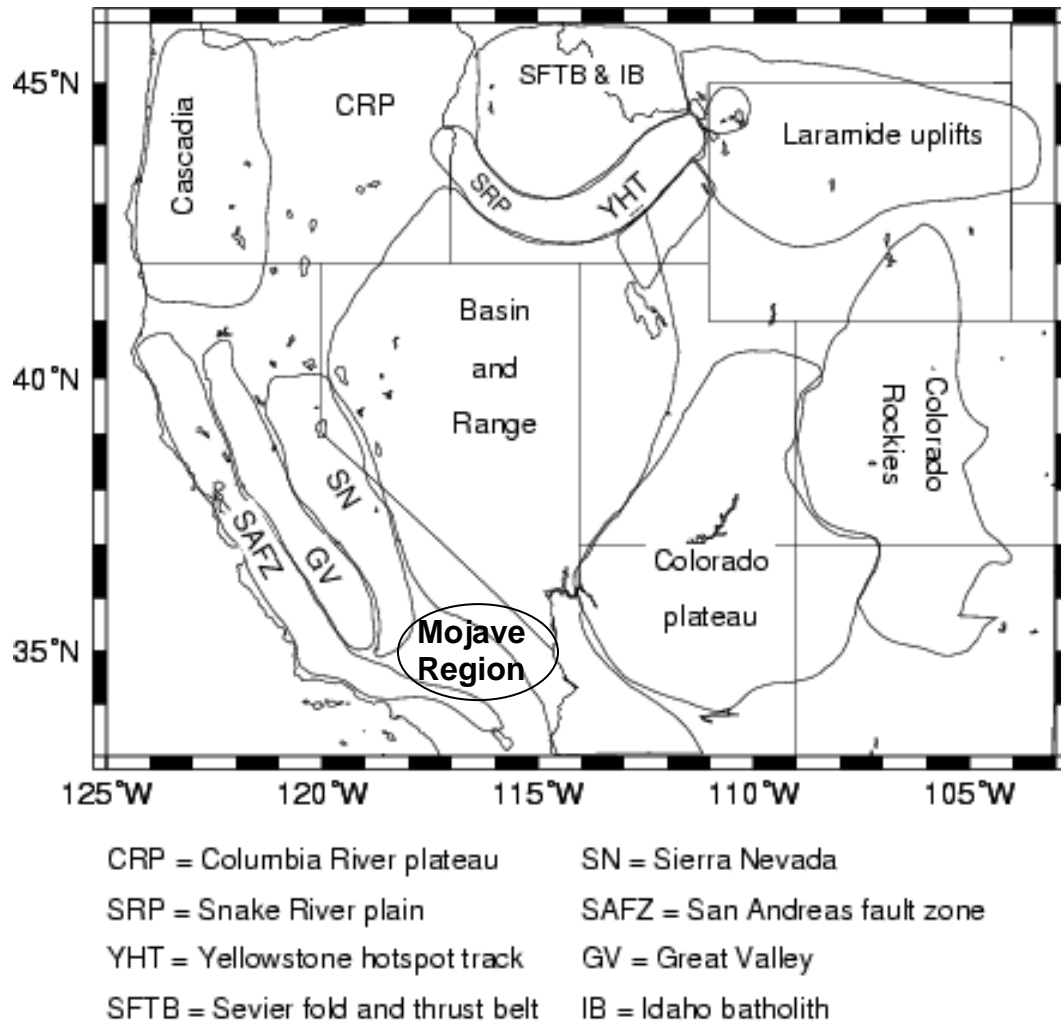 45°N
40°N
35°N
125°W
120°W
115°W
110°W
105°W
Cascadia
CRP
SFTB & IB
SRP
YHT
Laramide uplifts
Basin
and
Range
Colorado
Rockies
SN
SAFZ
GV
Colorado
plateau
Mojave
Region
CRP = Columbia River plateau
SN = Sierra Nevada
SRP = Snake River plain
SAFZ = San Andreas fault zone
YHT = Yellowstone hotspot track
GV = Great Valley
SFTB = Sevier fold and thrust belt
IB = Idaho batholith